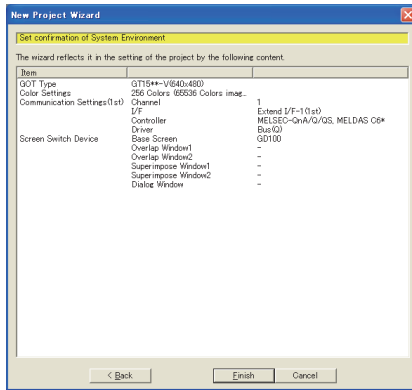 New Project Wizard
Set confirmation of System Environment
The wizard reflects it in the setting of the project by the following content.
Item
GOT Type GT15**-V(640x480)
Color Settings 256 Colors (65536 Colors imag...
Communication Settings(1st) Channel 1
I/F Extend I/F-1(1st)
Controller MELSEC-QnA/Q/QS, MELDAS C6*
Driver Bus(Q)
Screen Switch Device Base Screen GD100
Overlap Window1 -
Overlap Window2 -
Superimpose Window1 -
Superimpose Window2 -
Dialog Window -
< Back Finish Cancel